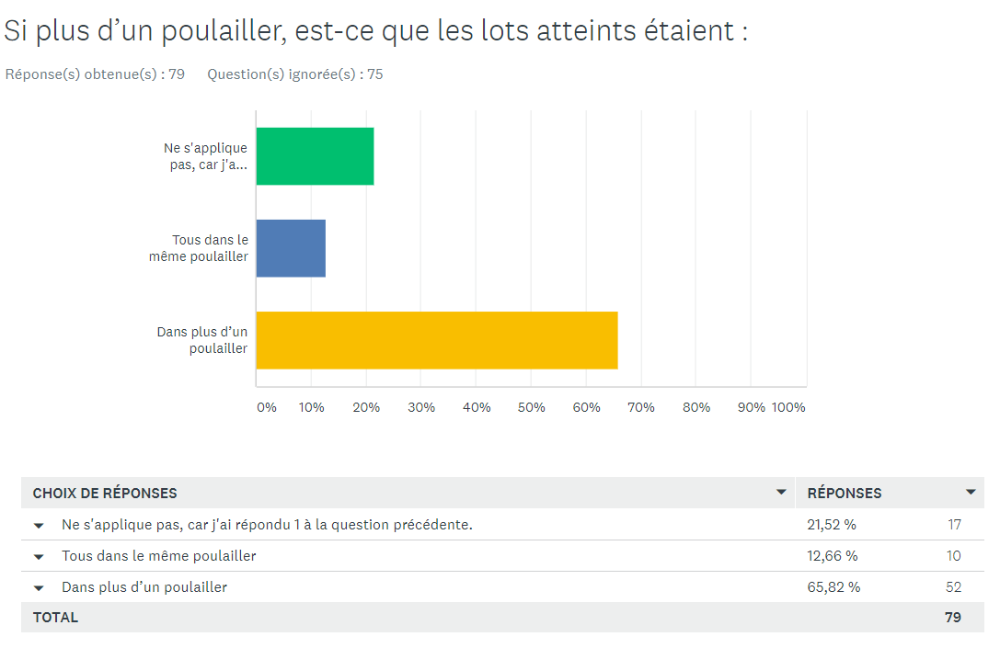 Si plus d’un poulailler, est-ce que les lots atteints étaient :
Réponse(s) obtenue(s) : 79 Question(s) ignorée(s) : 75
Ne s'applique
pas, car j'a...
Tous dans le
même poulailler
Dans plus d’un
poulailler
0% 10% 20% 30% 40% 50% 60% 70% 80% 90% 100%
CHOIX DE RÉPONSES RÉPONSES
Ne s'applique pas, car j'ai répondu 1 à la question précédente. 21,52 % 17
Tous dans le même poulailler 12,66 % 10
Dans plus d’un poulailler 65,82 % 52
TOTAL 79